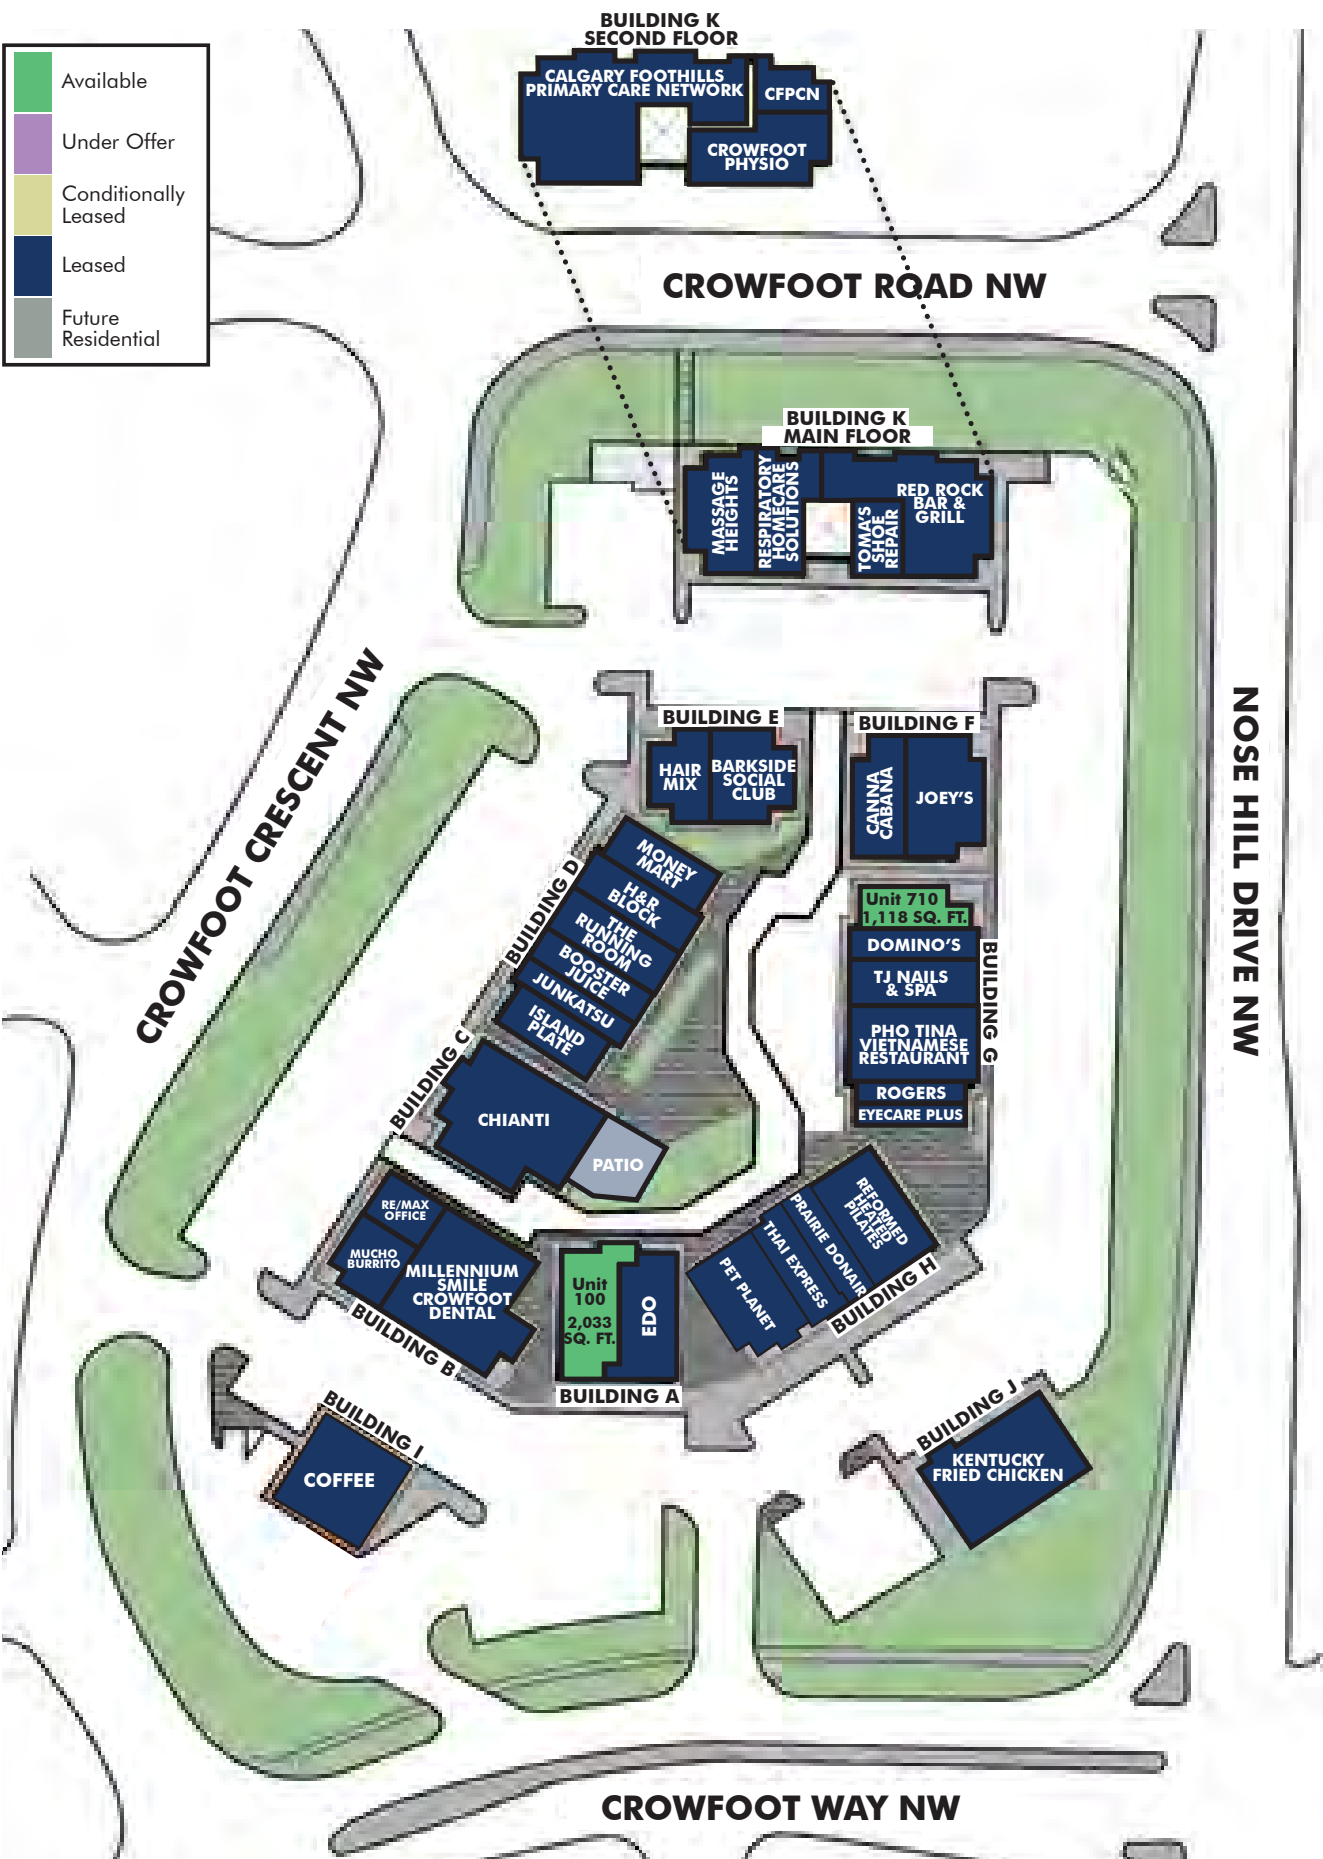 BUILDING K
SECOND FLOOR
CALGARY FOOTHILLS
PRIMARY CARE NETWORK
CFPCN
CROWFOOT
PHYSIO
Available
Under Offer
Conditionally
Leased
Leased
Future
Residential
CROWFOOT ROAD NW
BUILDING K
MAIN FLOOR
MASSAGE
HEIGHTS
RESPIRATORY
HOMECARE
SOLUTIONS
TOMA'S
SHOE
REPAIR
RED ROCK
BAR &
GRILL
CROWFOOT CRESCENT NW
NOSE HILL DRIVE NW
BUILDING E
HAIR
MIX
BARKSIDE
SOCIAL
CLUB
BUILDING F
CANNA
CABANA
JOEY'S
BUILDING D
MONEY
MART
H&R
BLOCK
THE
RUNNING
ROOM
BOOSTER
JUICE
JUNKATSU
ISLAND
PLATE
BUILDING G
Unit 710
1,118 SQ. FT.
DOMINO'S
TJ NAILS
& SPA
PHO TINA
VIETNAMESE
RESTAURANT
ROGERS
EYECARE PLUS
BUILDING C
CHIANTI
PATIO
RE/MAX
OFFICE
MUCHO
BURRITO
MILLENNIUM
SMILE
CROWFOOT
DENTAL
BUILDING B
Unit
100
2,033
SQ. FT.
EDO
BUILDING A
PET PLANET
THAI EXPRESS
PRAIRIE DONAIR
REFORMED
HEATED
PILATES
BUILDING H
BUILDING I
COFFEE
BUILDING J
KENTUCKY
FRIED CHICKEN
CROWFOOT WAY NW